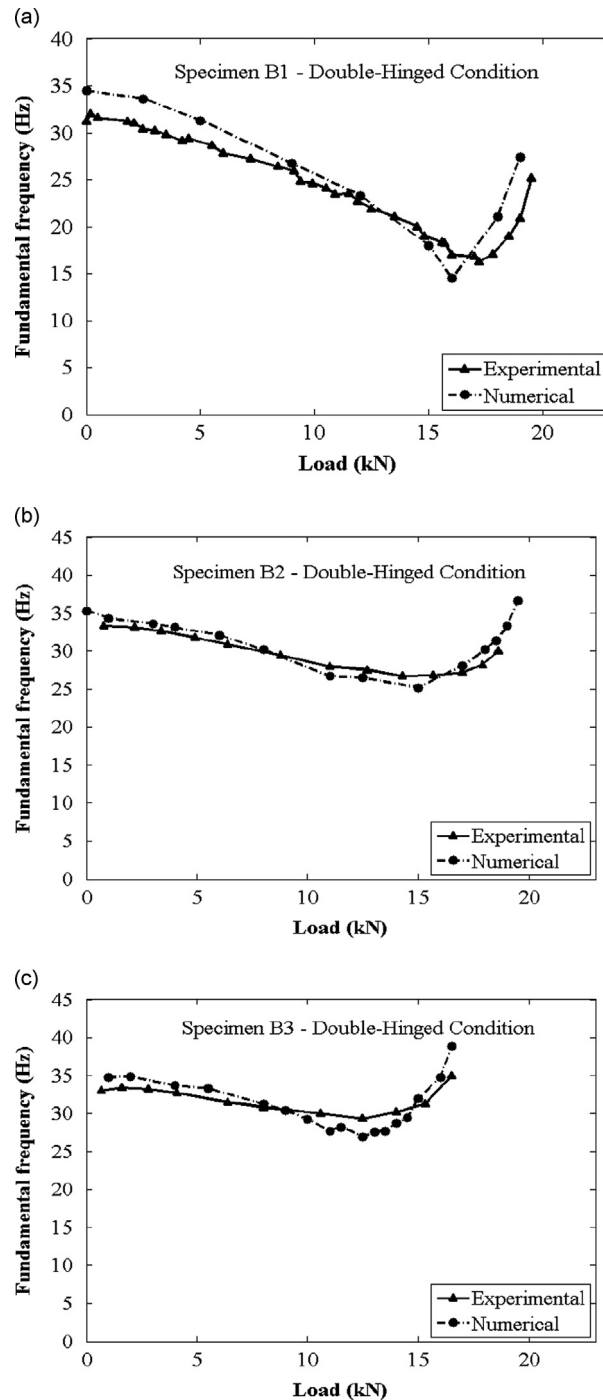 (a)
Specimen B1 - Double-Hinged Condition
Fundamental frequency (Hz)
40
35
30
25
20
15
10
5
0
0 5 10 15 20
Load (kN)
Experimental
Numerical
(b)
Specimen B2 - Double-Hinged Condition
Fundamental frequency (Hz)
45
40
35
30
25
20
15
10
5
0
0 5 10 15 20
Load (kN)
Experimental
Numerical
(c)
Specimen B3 - Double-Hinged Condition
Fundamental frequency (Hz)
45
40
35
30
25
20
15
10
5
0
0 5 10 15 20
Load (kN)
Experimental
Numerical